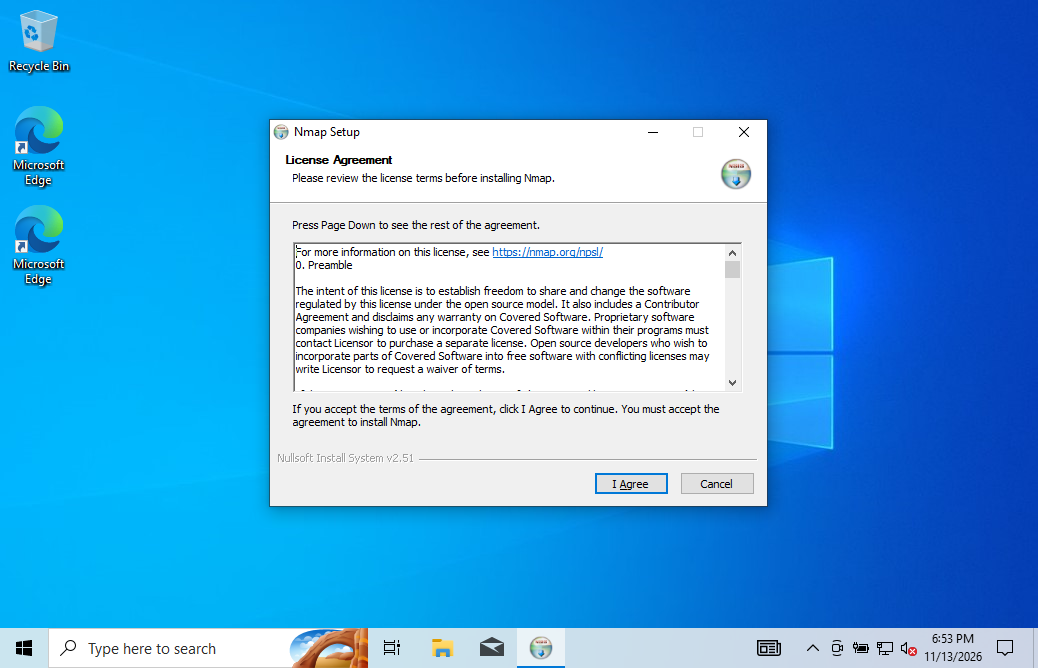 Recycle Bin
Microsoft
Edge
Microsoft
Edge
Nmap Setup
License Agreement
Please review the license terms before installing Nmap.
Press Page Down to see the rest of the agreement.
For more information on this license, see https://nmap.org/npsl/
0. Preamble
The intent of this license is to establish freedom to share and change the software
regulated by this license under the open source model. It also includes a Contributor
Agreement and disclaims any warranty on Covered Software. Proprietary software
companies wishing to use or incorporate Covered Software within their programs must
contact Licensor to purchase a separate license. Open source developers who wish to
incorporate parts of Covered Software into free software with conflicting licenses may
write Licensor to request a waiver of terms.
If you accept the terms of the agreement, click I Agree to continue. You must accept the
agreement to install Nmap.
Nullsoft Install System v2.51
I Agree
Cancel
Type here to search
6:53 PM
11/13/2026